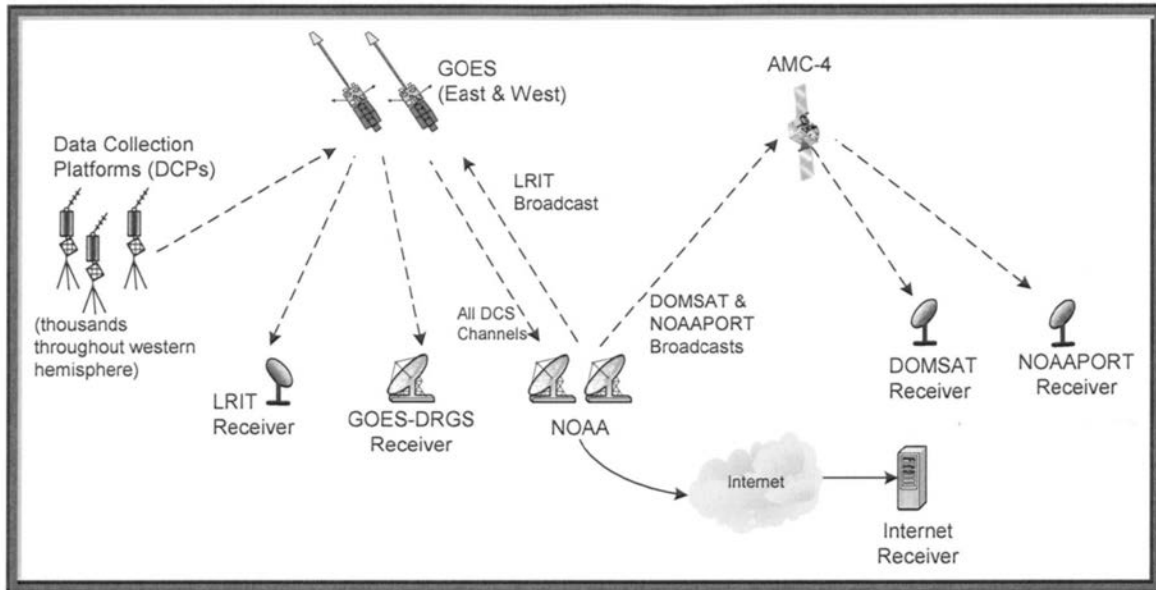 GOES
(East & West)
AMC-4
Data Collection
Platforms (DCPs)
LRIT
Broadcast
(thousands
throughout western
hemisphere)
All DCS
Channels
DOMSAT &
NOAAPORT
Broadcasts
LRIT
Receiver
GOES-DRGS
Receiver
NOAA
DOMSAT
Receiver
NOAAPORT
Receiver
Internet
Internet
Receiver